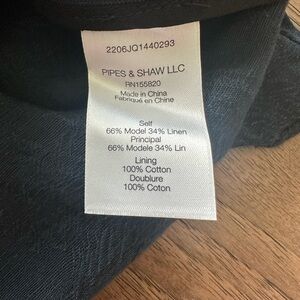 2206JQ1440293
PIPES & SHAW LLC
RN155820
Made in China
Fabriqué en Chine
Self
66% Model 34% Linen
Principal
66% Modele 34% Lin
Lining
100% Cotton
Doublure
100% Coton